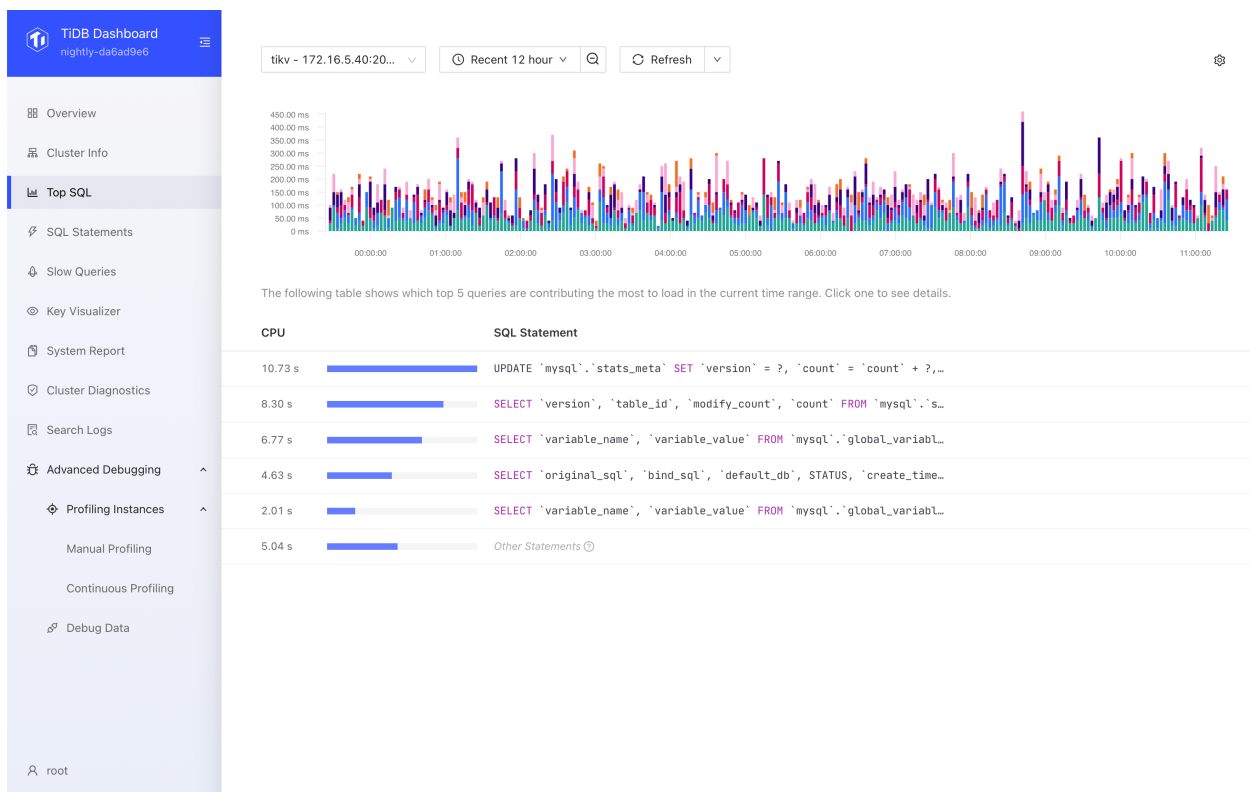 TiDB Dashboard
nightly-da6ad9e6
Overview
Cluster Info
Top SQL
SQL Statements
Slow Queries
Key Visualizer
System Report
Cluster Diagnostics
Search Logs
Advanced Debugging
Profiling Instances
Manual Profiling
Continuous Profiling
Debug Data
root
tikv - 172.16.5.40:20... Recent 12 hour Refresh
450.00 ms
400.00 ms
350.00 ms
300.00 ms
250.00 ms
200.00 ms
150.00 ms
100.00 ms
50.00 ms
0 ms
00:00:00 01:00:00 02:00:00 03:00:00 04:00:00 05:00:00 06:00:00 07:00:00 08:00:00 09:00:00 10:00:00 11:00:00
The following table shows which top 5 queries are contributing the most to load in the current time range. Click one to see details.
CPU SQL Statement
10.73 s UPDATE `mysql`.`stats_meta` SET `version` = ?, `count` = `count` + ?,…
8.30 s SELECT `version`, `table_id`, `modify_count`, `count` FROM `mysql`.`s…
6.77 s SELECT `variable_name`, `variable_value` FROM `mysql`.`global_variabl…
4.63 s SELECT `original_sql`, `bind_sql`, `default_db`, STATUS, `create_time…
2.01 s SELECT `variable_name`, `variable_value` FROM `mysql`.`global_variabl…
5.04 s Other Statements